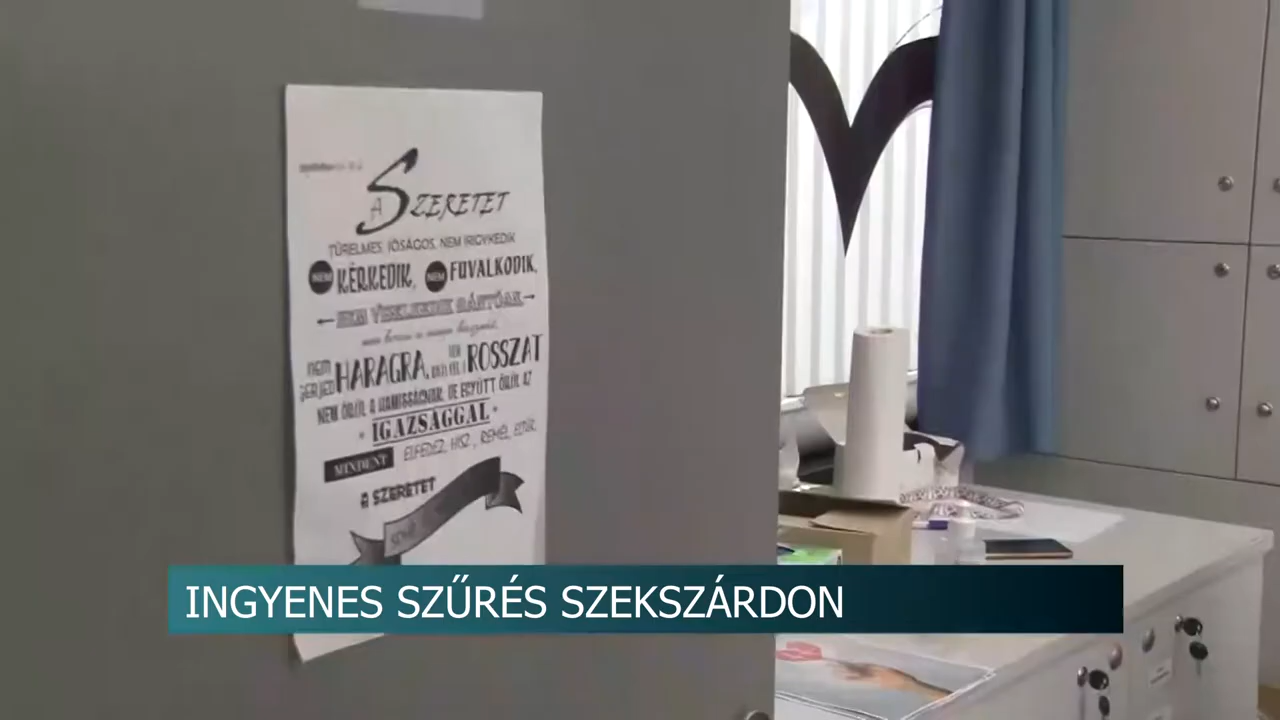 A SZERETET
TÜRELMES, JÓSÁGOS, NEM IRIGYKEDIK
NEM KÉRKEDIK, NEM FUVALKODIK,
NEM VISELKEDIK BÁNTÓAN
NEM GERJED HARAGRA, ROSSZAT
NEM ÖRÜL A HAMISSÁGNAK, DE EGYÜTT ÖRÜL AZ
IGAZSÁGGAL
MINDENT ELFEDEZ, HISZ, REMÉL, ELTŰR,
A SZERETET
INGYENES SZŰRÉS SZEKSZÁRDON